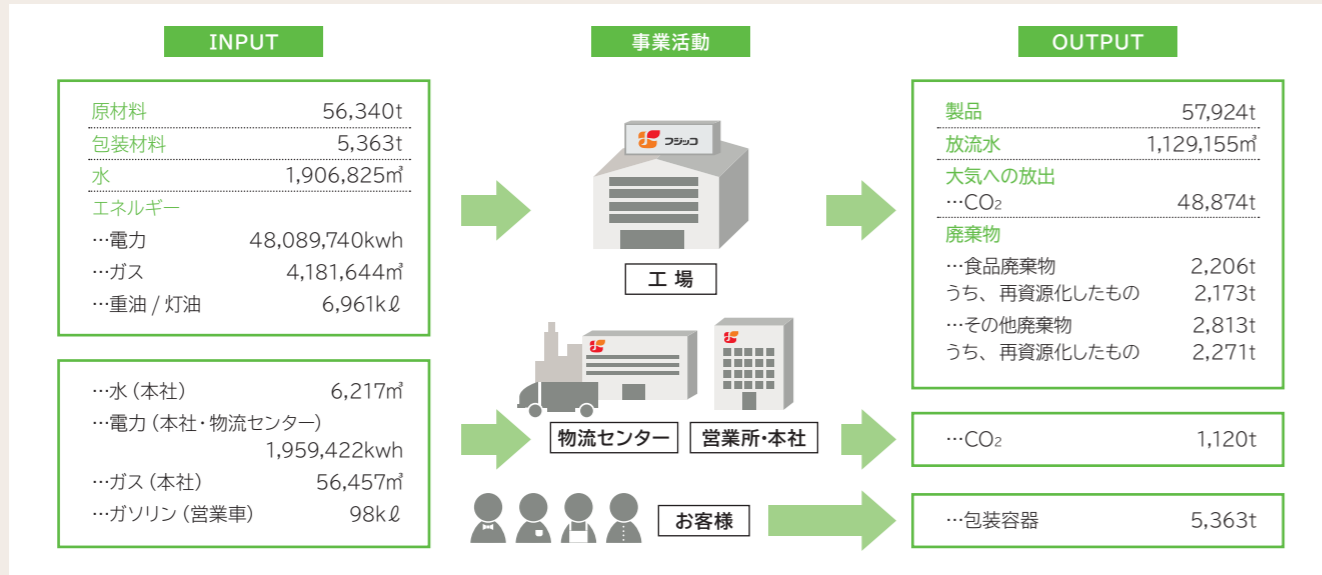 INPUT
原材料 56,340t
包装材料 5,363t
水 1,906,825㎥
エネルギー
…電力 48,089,740kwh
…ガス 4,181,644㎥
…重油 / 灯油 6,961kℓ
…水（本社） 6,217㎥
…電力（本社・物流センター）
1,959,422kwh
…ガス（本社） 56,457㎥
…ガソリン（営業車） 98kℓ
事業活動
フジッコ
工 場
物流センター
営業所・本社
お客様
OUTPUT
製品 57,924t
放流水 1,129,155㎥
大気への放出
…CO₂ 48,874t
廃棄物
…食品廃棄物 2,206t
うち、再資源化したもの 2,173t
…その他廃棄物 2,813t
うち、再資源化したもの 2,271t
…CO₂ 1,120t
…包装容器 5,363t